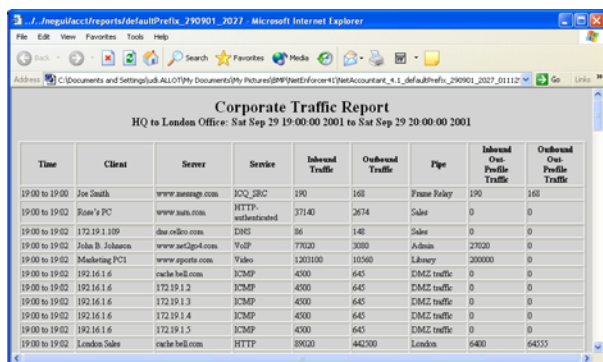 ../../negui/acct/reports/defaultPrefix_290901_2027 - Microsoft Internet Explorer
File Edit View Favorites Tools Help
Back Search Favorites Media
Address C:\Documents and Settings\judi.ALLOT\My Documents\My Pictures\BMP\NetEnforcer41\NetAccountant_4.1_defaultPrefix_290901_2027_01112 Go Links
Corporate Traffic Report
HQ to London Office: Sat Sep 29 19:00:00 2001 to Sat Sep 29 20:00:00 2001
Time Client Server Service Inbound Traffic Outbound Traffic Pipe Inbound Out-Profile Traffic Outbound Out-Profile Traffic
19:00 to 19:00 Joe Smith www.message.com ICQ_SRC 190 168 Frame Relay 190 168
19:00 to 19:02 Rose's PC HTTP-authenticated 37140 2674 Sales 0 0
19:00 to 19:02 172.19.1.109 dns.cellco.com DNS 86 148 Sales 0 0
19:00 to 19:02 John B. Johnson www.net2go4.com VoIP 77020 3080 Admin 27020 0
19:00 to 19:02 Marketing PC1 www.sports.com Video 1203100 10560 Library 200000 0
19:00 to 19:02 192.16.1.6 cache.bell.com ICMP 4500 645 DMZ traffic 0 0
19:00 to 19:02 192.16.1.6 172.19.1.2 ICMP 4500 645 DMZ traffic 0 0
19:00 to 19:02 192.16.1.6 172.19.1.3 ICMP 4500 645 DMZ traffic 0 0
19:00 to 19:02 192.16.1.6 172.19.1.4 ICMP 4500 645 DMZ traffic 0 0
19:00 to 19:02 192.16.1.6 172.19.1.5 ICMP 4500 645 DMZ traffic 0 0
19:00 to 19:02 London Sales cache.bell.com HTTP 89020 442500 London 6400 64555